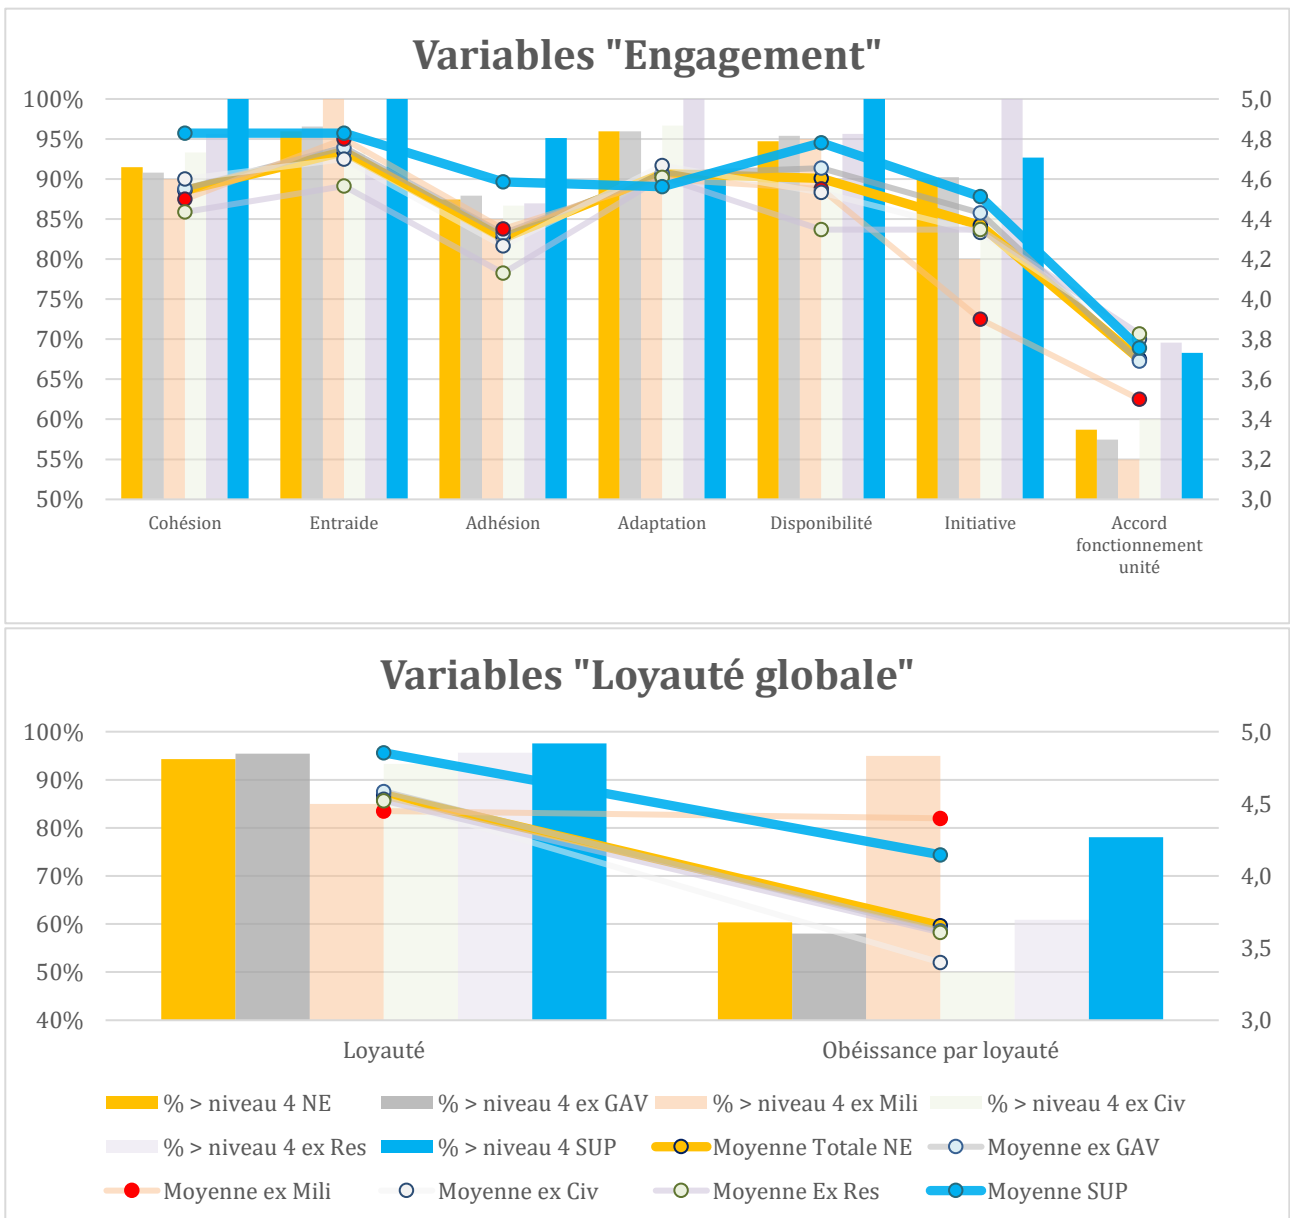 Variables "Engagement"
100%
95%
90%
85%
80%
75%
70%
65%
60%
55%
50%
5,0
4,8
4,6
4,4
4,2
4,0
3,8
3,6
3,4
3,2
3,0
Cohésion
Entraide
Adhésion
Adaptation
Disponibilité
Initiative
Accord
fonctionnement
unité
Variables "Loyauté globale"
100%
90%
80%
70%
60%
50%
40%
5,0
4,5
4,0
3,5
3,0
Loyauté
Obéissance par loyauté
% > niveau 4 NE
% > niveau 4 ex GAV
% > niveau 4 ex Mili
% > niveau 4 ex Civ
% > niveau 4 ex Res
% > niveau 4 SUP
Moyenne Totale NE
Moyenne ex GAV
Moyenne ex Mili
Moyenne ex Civ
Moyenne Ex Res
Moyenne SUP